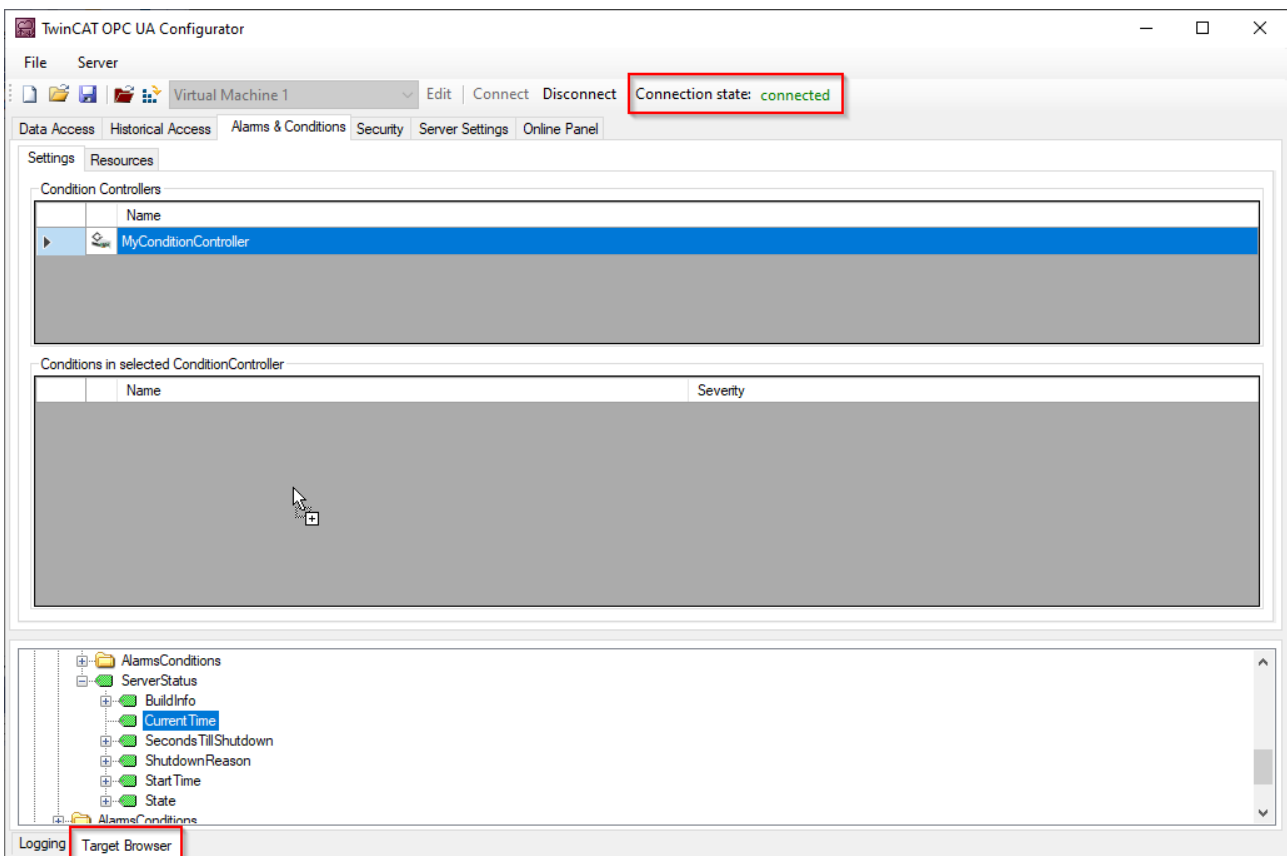 TwinCAT OPC UA Configurator
File Server
Virtual Machine 1 Edit Connect Disconnect Connection state: connected
Data Access Historical Access Alarms & Conditions Security Server Settings Online Panel
Settings Resources
Condition Controllers
Name
MyConditionController
Conditions in selected ConditionController
Name Severity
AlarmsConditions
ServerStatus
BuildInfo
CurrentTime
SecondsTillShutdown
ShutdownReason
StartTime
State
AlarmsConditions
Logging Target Browser